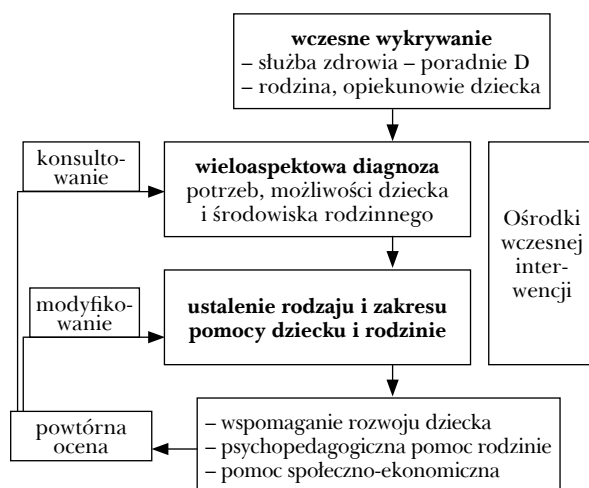 wczesne wykrywanie
– służba zdrowia – poradnie D
– rodzina, opiekunowie dziecka
konsulto-
wanie
wieloaspektowa diagnoza
potrzeb, możliwości dziecka
i środowiska rodzinnego
Ośrodki
wczesnej
inter-
wencji
modyfiko-
wanie
ustalenie rodzaju i zakresu
pomocy dziecku i rodzinie
powtórna
ocena
– wspomaganie rozwoju dziecka
– psychopedagogiczna pomoc rodzinie
– pomoc społeczno-ekonomiczna